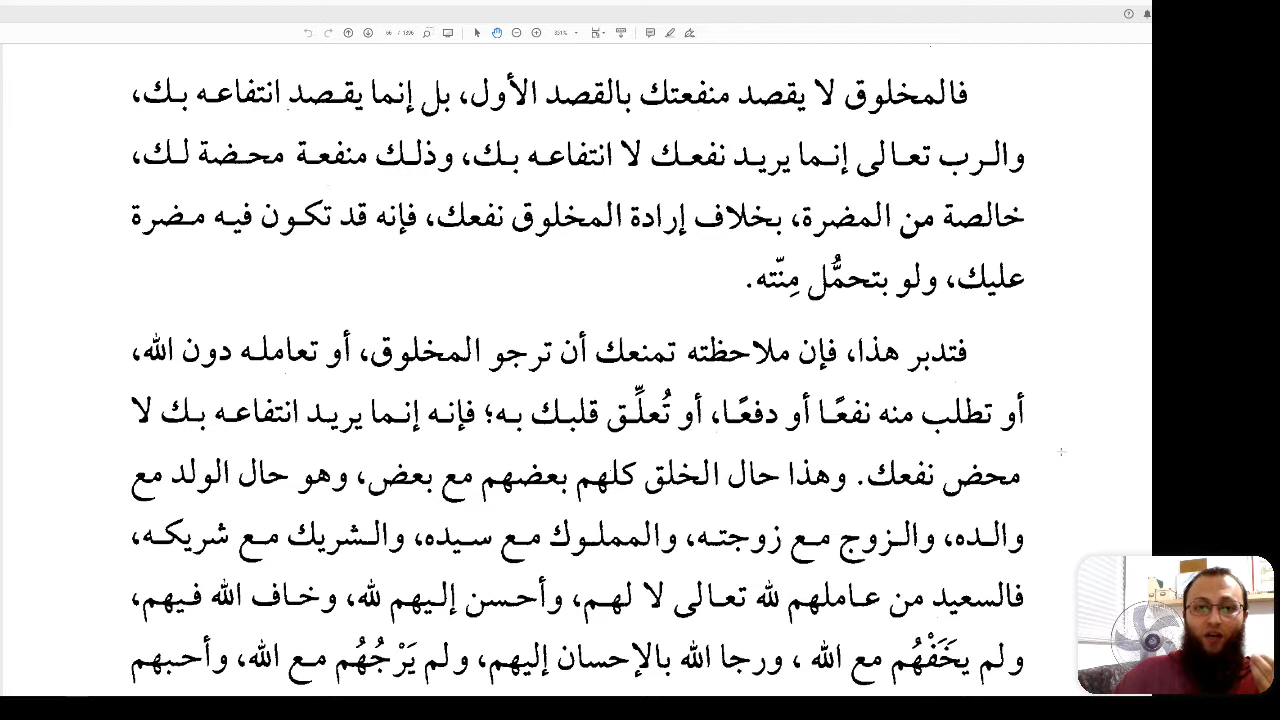 فالمخلوق لا يقصد منفعتك بالقصد الأول، بل إنما يقصد انتفاعه بك،
والرب تعالى إنما يريد نفعك لا انتفاعه بك، وذلك منفعة محضة لك،
خالصة من المضرة، بخلاف إرادة المخلوق نفعك، فإنه قد تكون فيه مضرة
عليك، ولو بتحمُّل مِنّته.
فتدبر هذا، فإن ملاحظته تمنعك أن ترجو المخلوق، أو تعامله دون الله،
أو تطلب منه نفعًا أو دفعًا، أو تُعلِّق قلبك به؛ فإنه إنما يريد انتفاعه بك لا
محض نفعك. وهذا حال الخلق كلهم بعضهم مع بعض، وهو حال الولد مع
والده، والزوج مع زوجته، والمملوك مع سيده، والشريك مع شريكه،
فالسعيد من عاملهم لله تعالى لا لهم، وأحسن إليهم لله، وخاف الله فيهم،
ولم يخَفْهُم مع الله ، ورجا الله بالإحسان إليهم، ولم يَرْجُهُم مع الله، وأحبهم